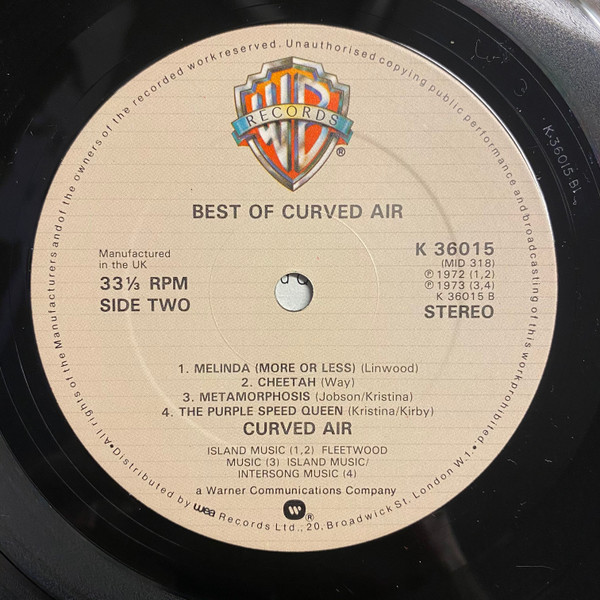 All rights of the Manufacturers and of the owners of the recorded work reserved. Unauthorised copying public performance and broadcasting of this work prohibited.
WB
RECORDS
®
BEST OF CURVED AIR
Manufactured
in the UK
33⅓ RPM
SIDE TWO
K 36015
(MID 318)
℗ 1972 (1,2)
℗ 1973 (3,4)
K 36015 B
STEREO
1. MELINDA (MORE OR LESS) (Linwood)
2. CHEETAH (Way)
3. METAMORPHOSIS (Jobson/Kristina)
4. THE PURPLE SPEED QUEEN (Kristina/Kirby)
CURVED AIR
ISLAND MUSIC (1,2) FLEETWOOD
MUSIC (3) ISLAND MUSIC/
INTERSONG MUSIC (4)
a Warner Communications Company
®
•Distributed by wea Records Ltd., 20, Broadwick St. London W1.•
K 36015 B1